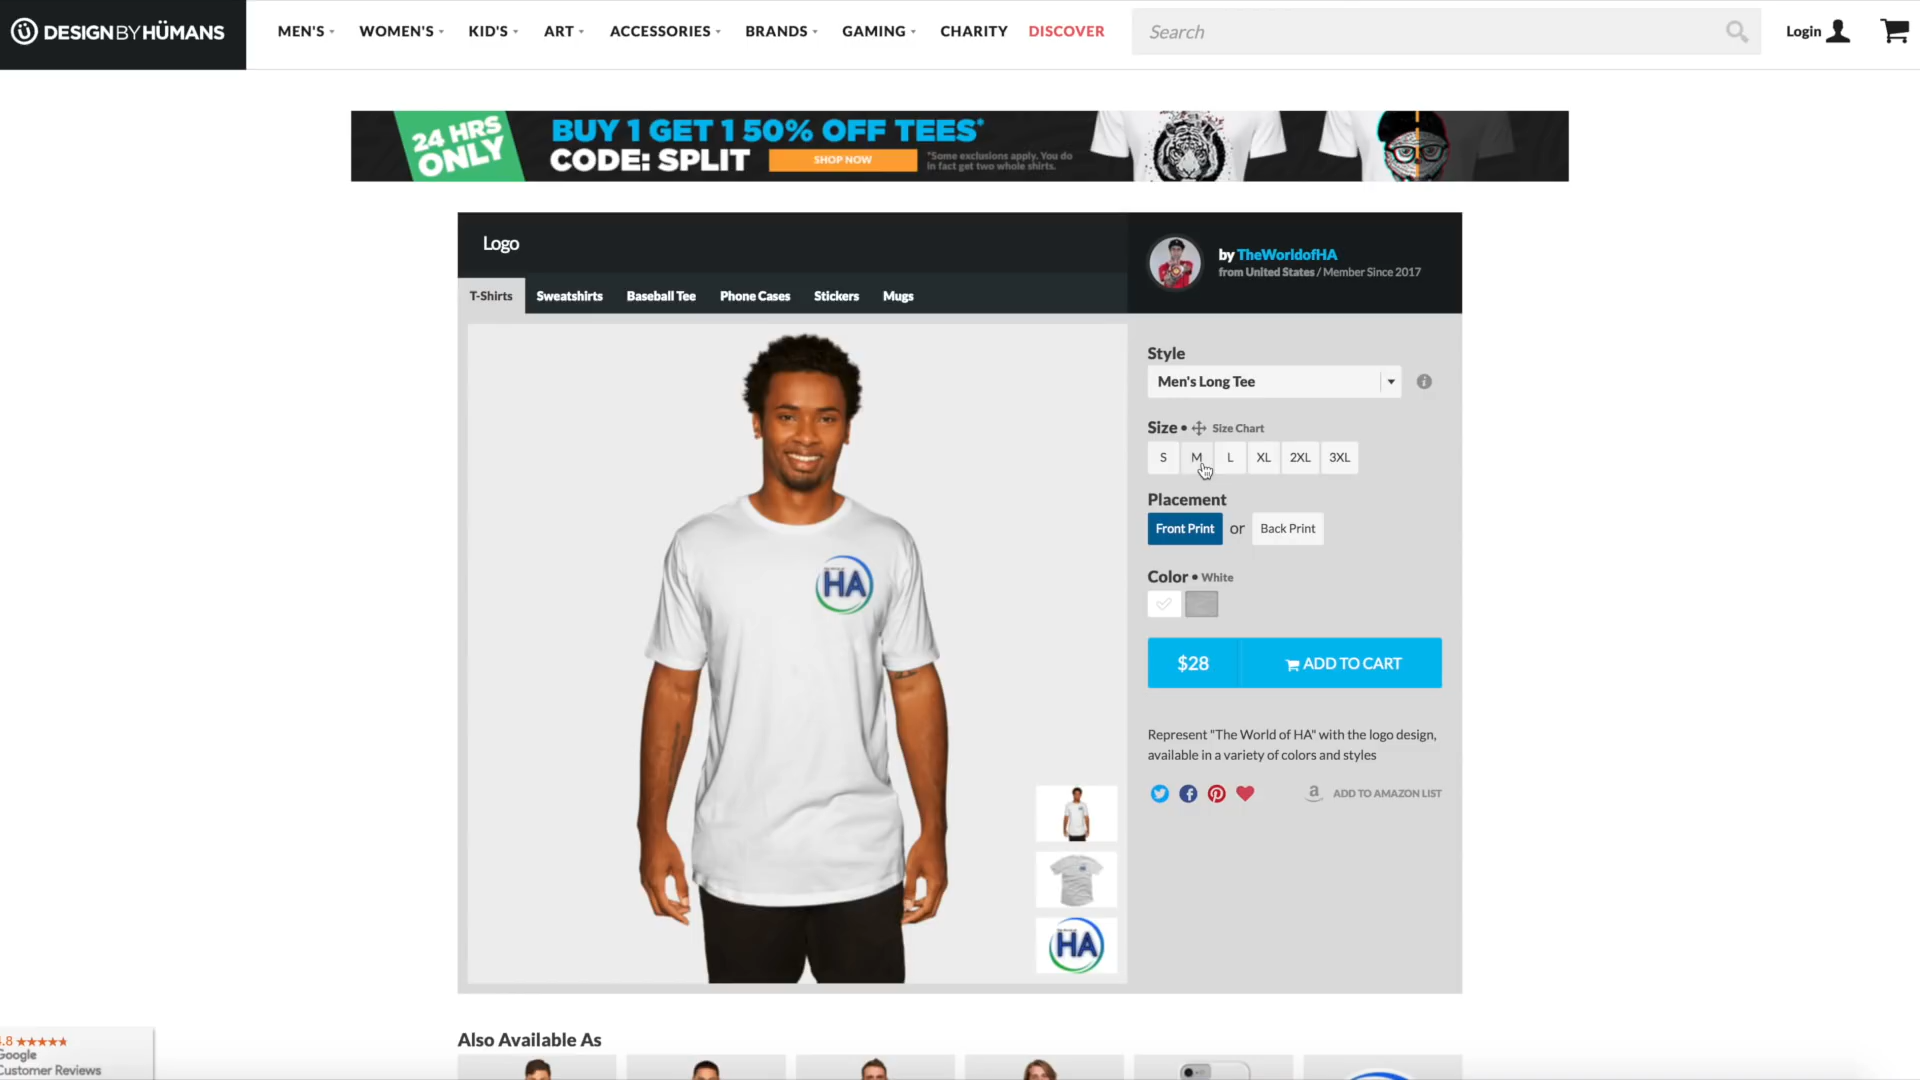 DESIGN BY HÜMANS
MEN'S WOMEN'S KID'S ART ACCESSORIES BRANDS GAMING CHARITY DISCOVER
Search
Login
24 HRS
ONLY
BUY 1 GET 1 50% OFF TEES*
CODE: SPLIT
SHOP NOW
*Some exclusions apply. You do
in fact get two whole shirts.
Logo
by TheWorldofHA
from United States / Member Since 2017
T-Shirts Sweatshirts Baseball Tee Phone Cases Stickers Mugs
Style
Men's Long Tee
Size • Size Chart
S M L XL 2XL 3XL
Placement
Front Print or Back Print
Color • White
HA
$28 ADD TO CART
Represent "The World of HA" with the logo design,
available in a variety of colors and styles
ADD TO AMAZON LIST
HA
Also Available As
4.8 ★★★★★
Google
Customer Reviews